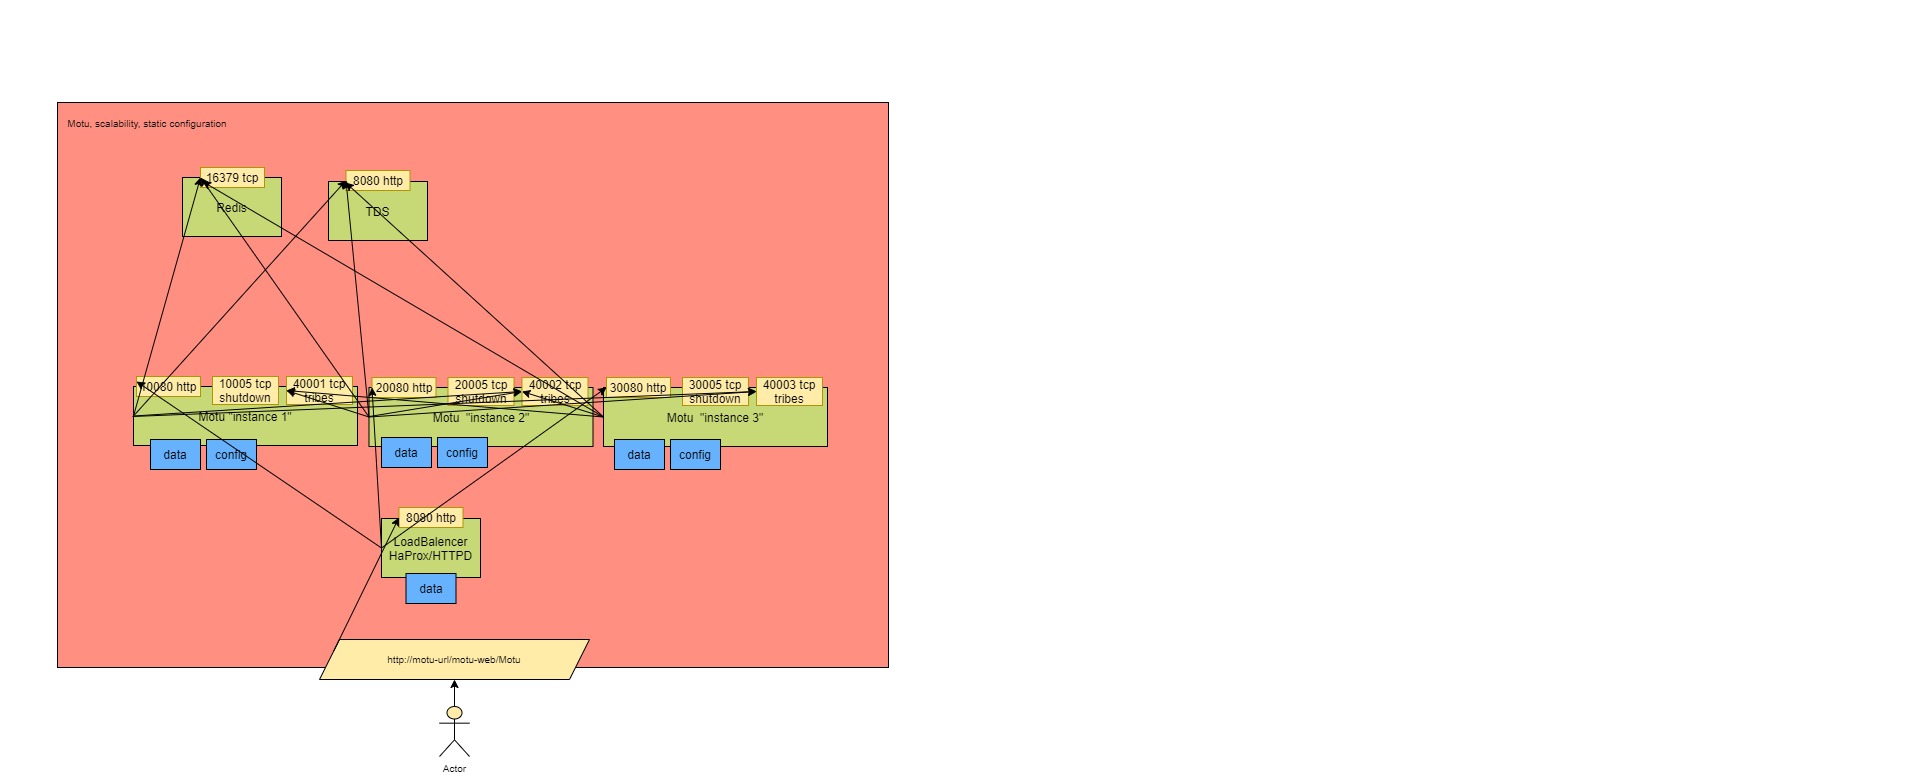 Motu, scalability, static configuration
16379 tcp
Redis
8080 http
TDS
10080 http
10005 tcp
shutdown
40001 tcp
tribes
Motu "instance 1"
data
config
20080 http
20005 tcp
shutdown
40002 tcp
tribes
Motu "instance 2"
data
config
30080 http
30005 tcp
shutdown
40003 tcp
tribes
Motu "instance 3"
data
config
8080 http
LoadBalencer
HaProx/HTTPD
data
http://motu-url/motu-web/Motu
Actor